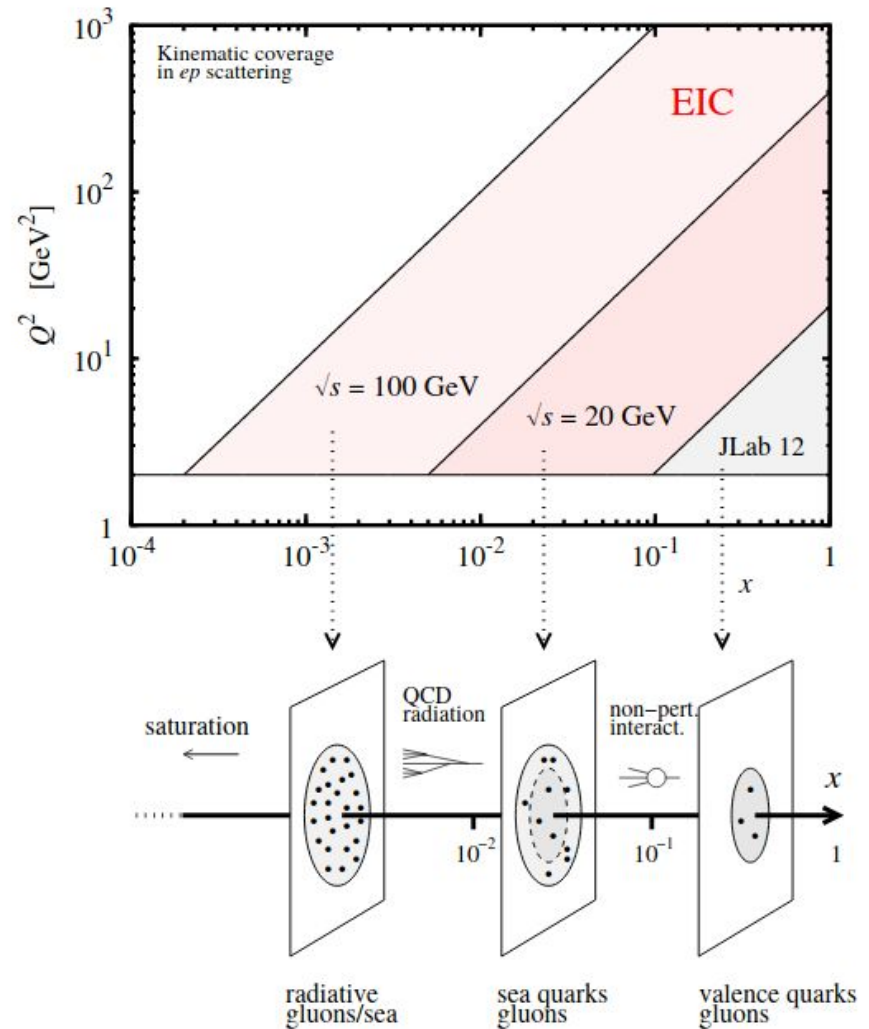 10³
Kinematic coverage
in ep scattering
EIC
10²
Q² [GeV²]
10¹
√s = 100 GeV
√s = 20 GeV
JLab 12
1
10⁻⁴
10⁻³
10⁻²
10⁻¹
1
x
QCD
radiation
non-pert.
interact.
saturation
x
10⁻²
10⁻¹
1
radiative
gluons/sea
sea quarks
gluons
valence quarks
gluons